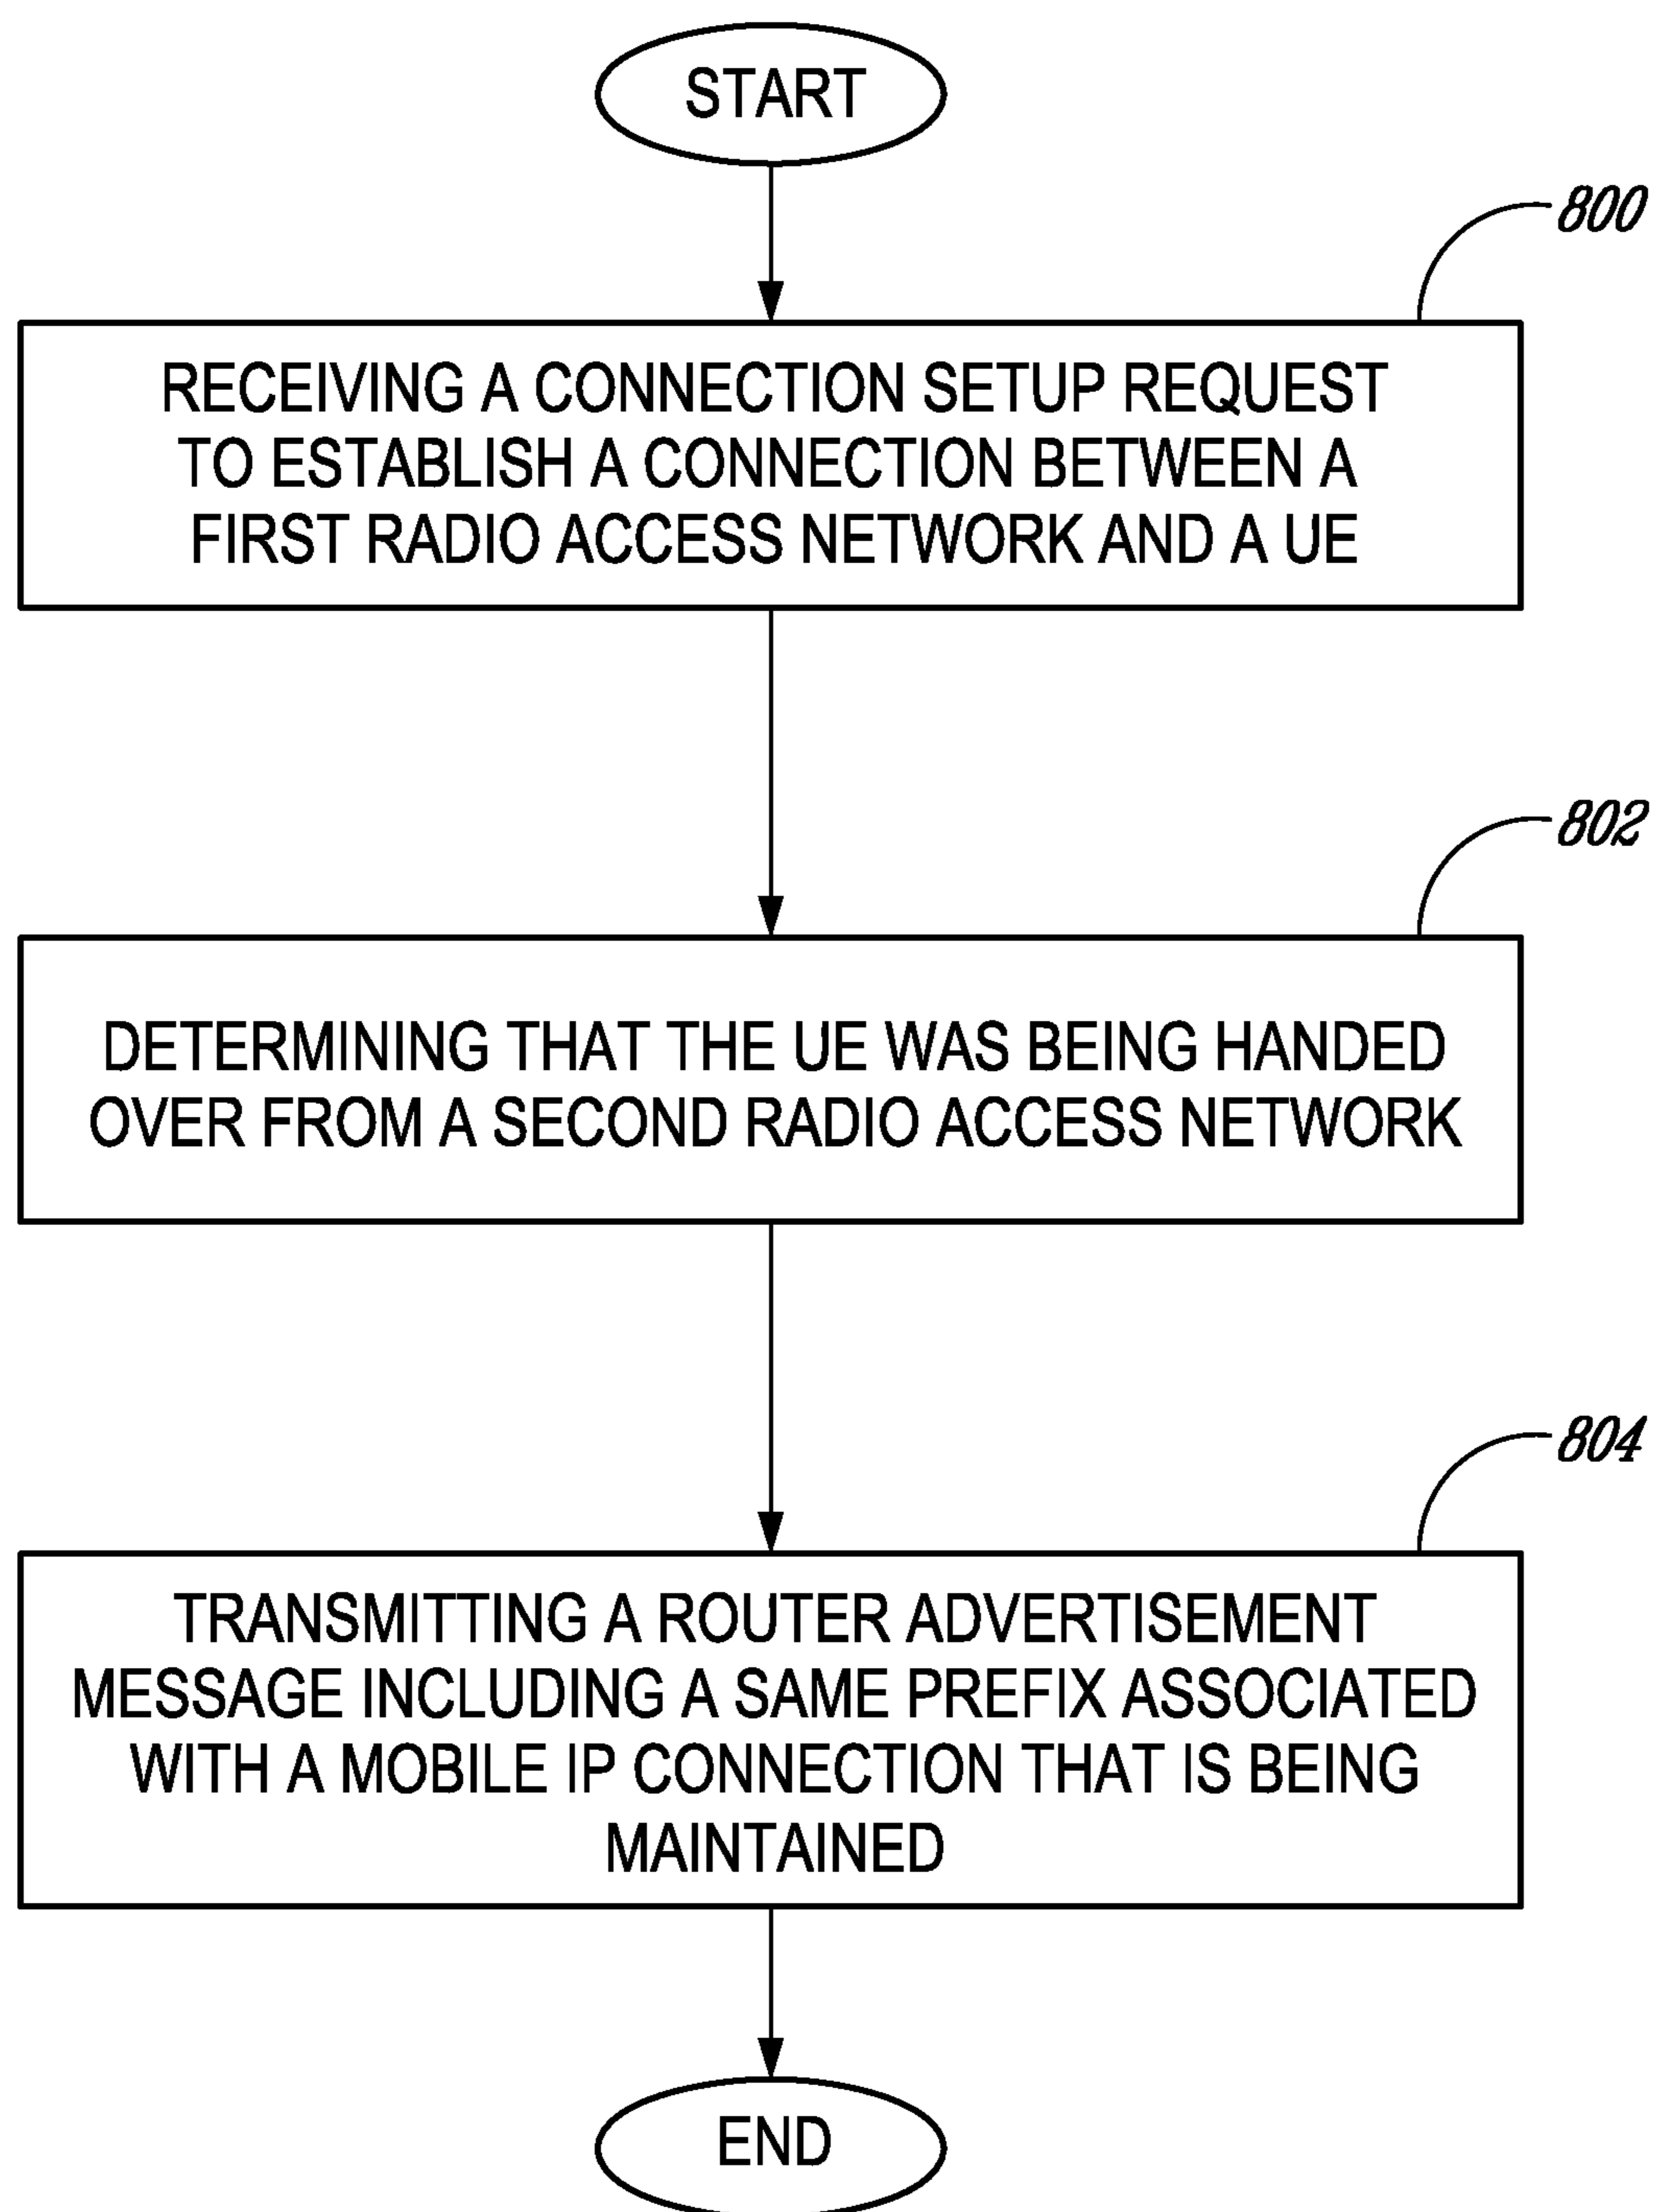 START
800
RECEIVING A CONNECTION SETUP REQUEST
TO ESTABLISH A CONNECTION BETWEEN A
FIRST RADIO ACCESS NETWORK AND A UE
802
DETERMINING THAT THE UE WAS BEING HANDED
OVER FROM A SECOND RADIO ACCESS NETWORK
804
TRANSMITTING A ROUTER ADVERTISEMENT
MESSAGE INCLUDING A SAME PREFIX ASSOCIATED
WITH A MOBILE IP CONNECTION THAT IS BEING
MAINTAINED
END